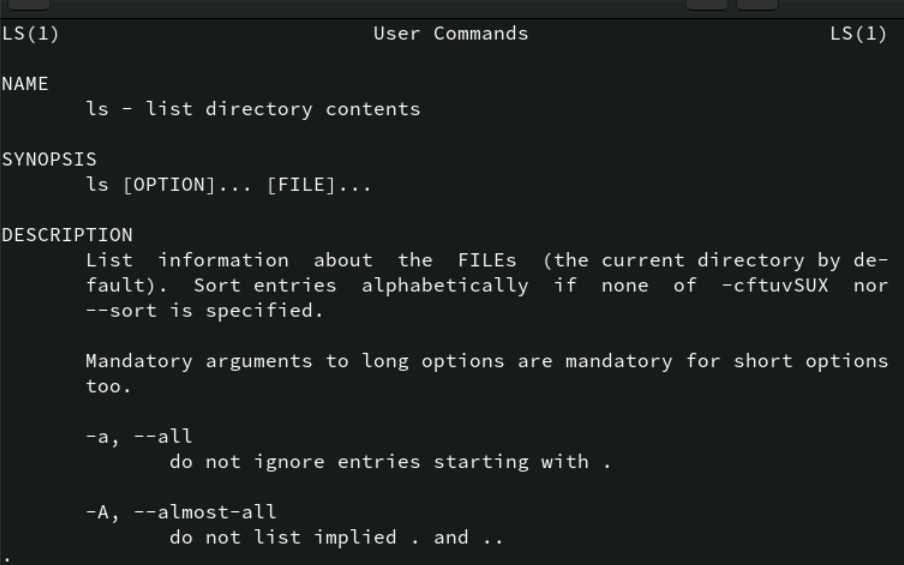 LS(1) User Commands LS(1)
NAME
ls - list directory contents
SYNOPSIS
ls [OPTION]... [FILE]...
DESCRIPTION
List information about the FILEs (the current directory by de-
fault). Sort entries alphabetically if none of -cftuvSUX nor
--sort is specified.
Mandatory arguments to long options are mandatory for short options
too.
-a, --all
do not ignore entries starting with .
-A, --almost-all
do not list implied . and ..